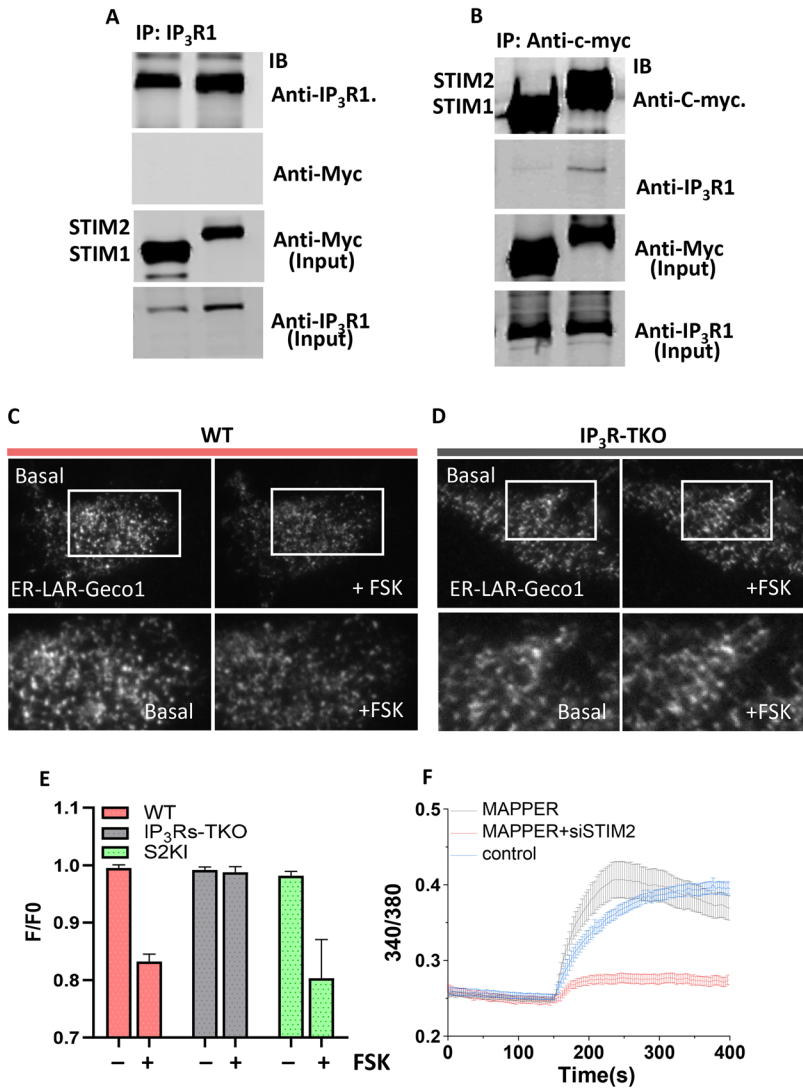 A
IP: IP3R1
IB
Anti-IP3R1.
Anti-Myc
STIM2
STIM1
Anti-Myc
(Input)
Anti-IP3R1
(Input)
B
IP: Anti-c-myc
IB
STIM2
STIM1
Anti-C-myc.
Anti-IP3R1
Anti-Myc
(Input)
Anti-IP3R1
(Input)
C
WT
Basal
ER-LAR-Geco1
+ FSK
Basal
+FSK
D
IP3R-TKO
Basal
ER-LAR-Geco1
+FSK
Basal
+FSK
E
WT
IP3Rs-TKO
S2KI
F/F0
1.1
1.0
0.9
0.8
0.7
– + – + – + FSK
F
MAPPER
MAPPER+siSTIM2
control
340/380
0.5
0.4
0.3
0.2
0 100 200 300 400
Time(s)